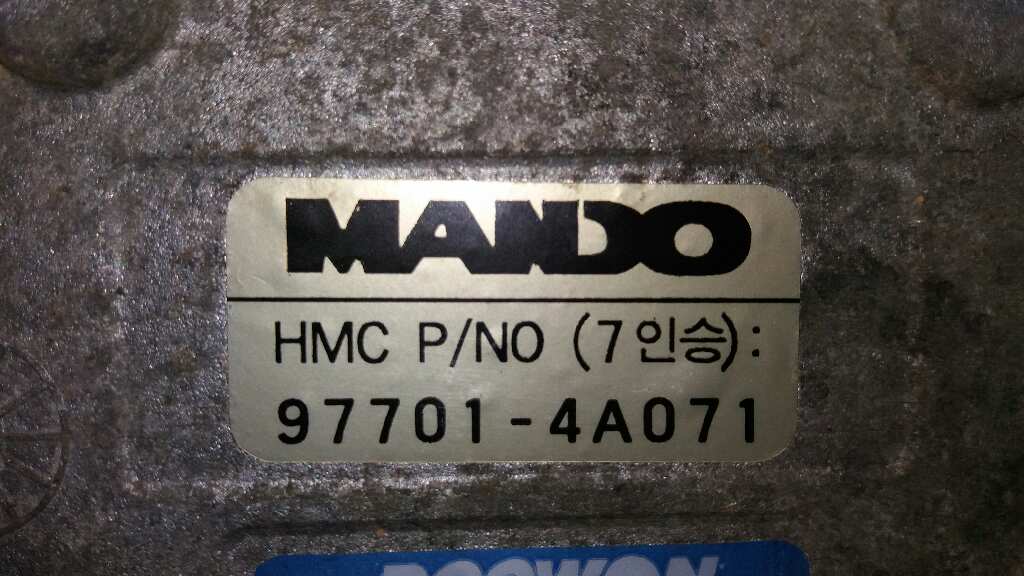 MANDO
HMC P/NO (7인승):
97701-4A071